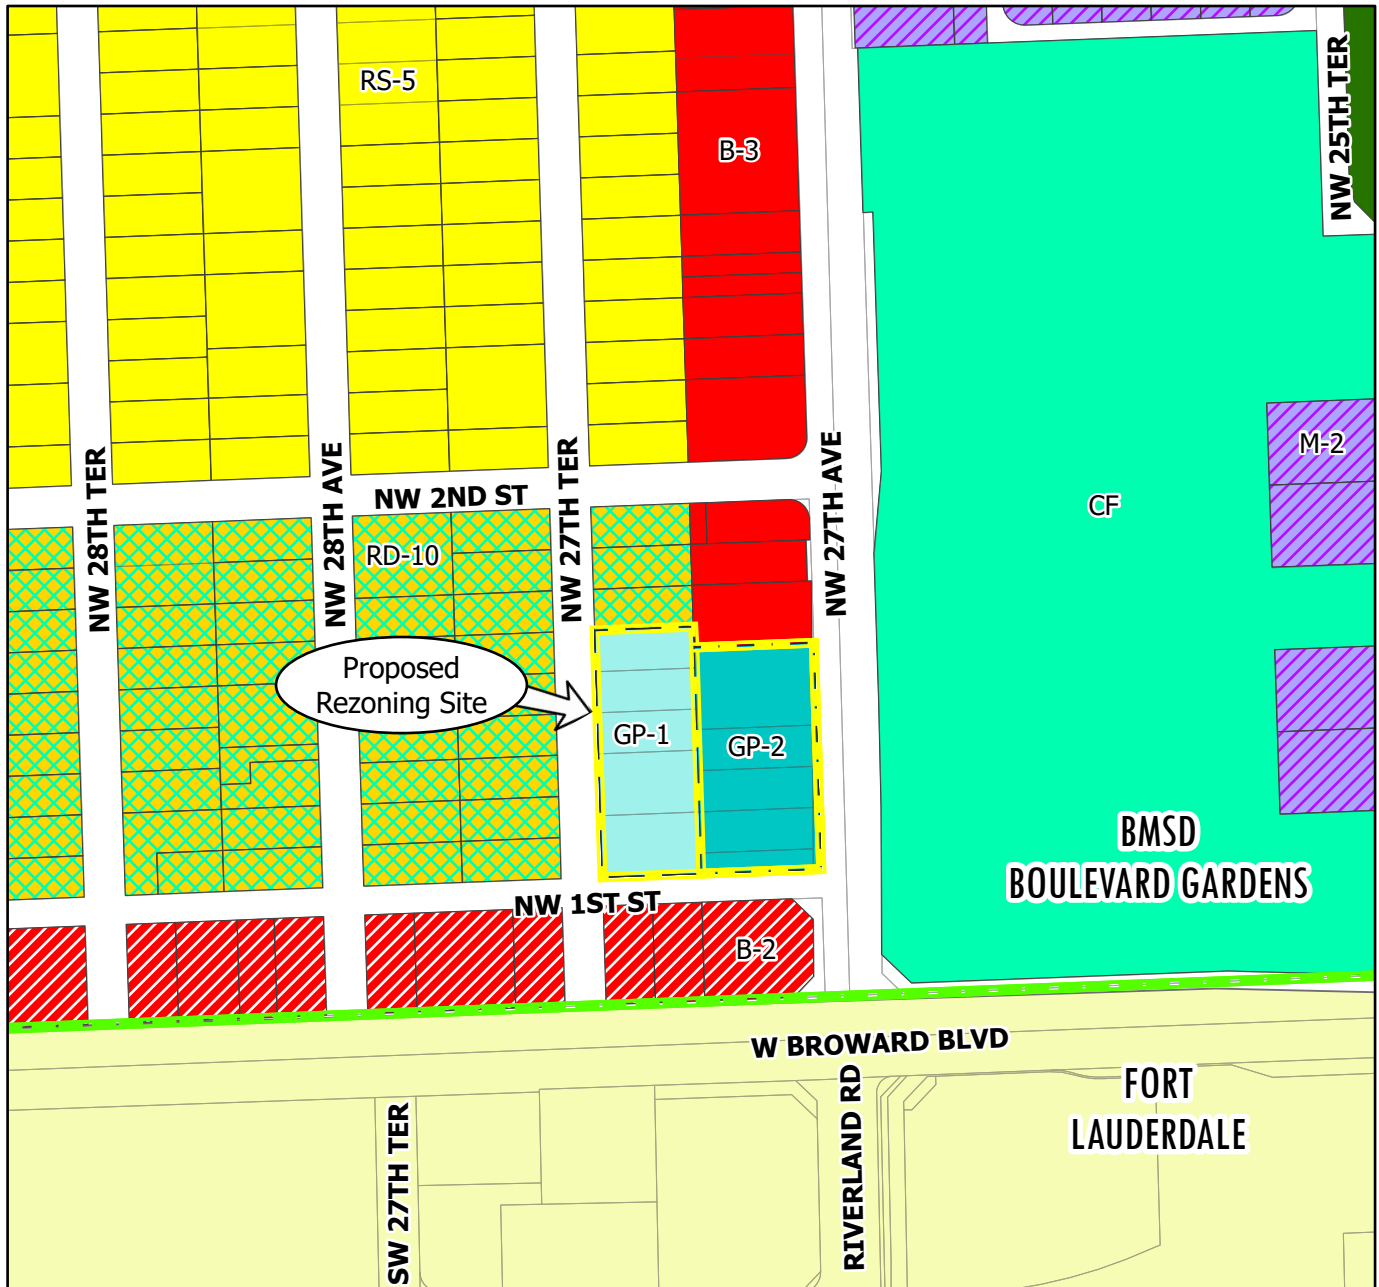 RS-5
B-3
NW 25TH TER
M-2
CF
NW 28TH TER
NW 28TH AVE
NW 2ND ST
NW 27TH TER
NW 27TH AVE
RD-10
Proposed
Rezoning Site
GP-1
GP-2
BMSD
BOULEVARD GARDENS
NW 1ST ST
B-2
W BROWARD BLVD
FORT
LAUDERDALE
SW 27TH TER
RIVERLAND RD